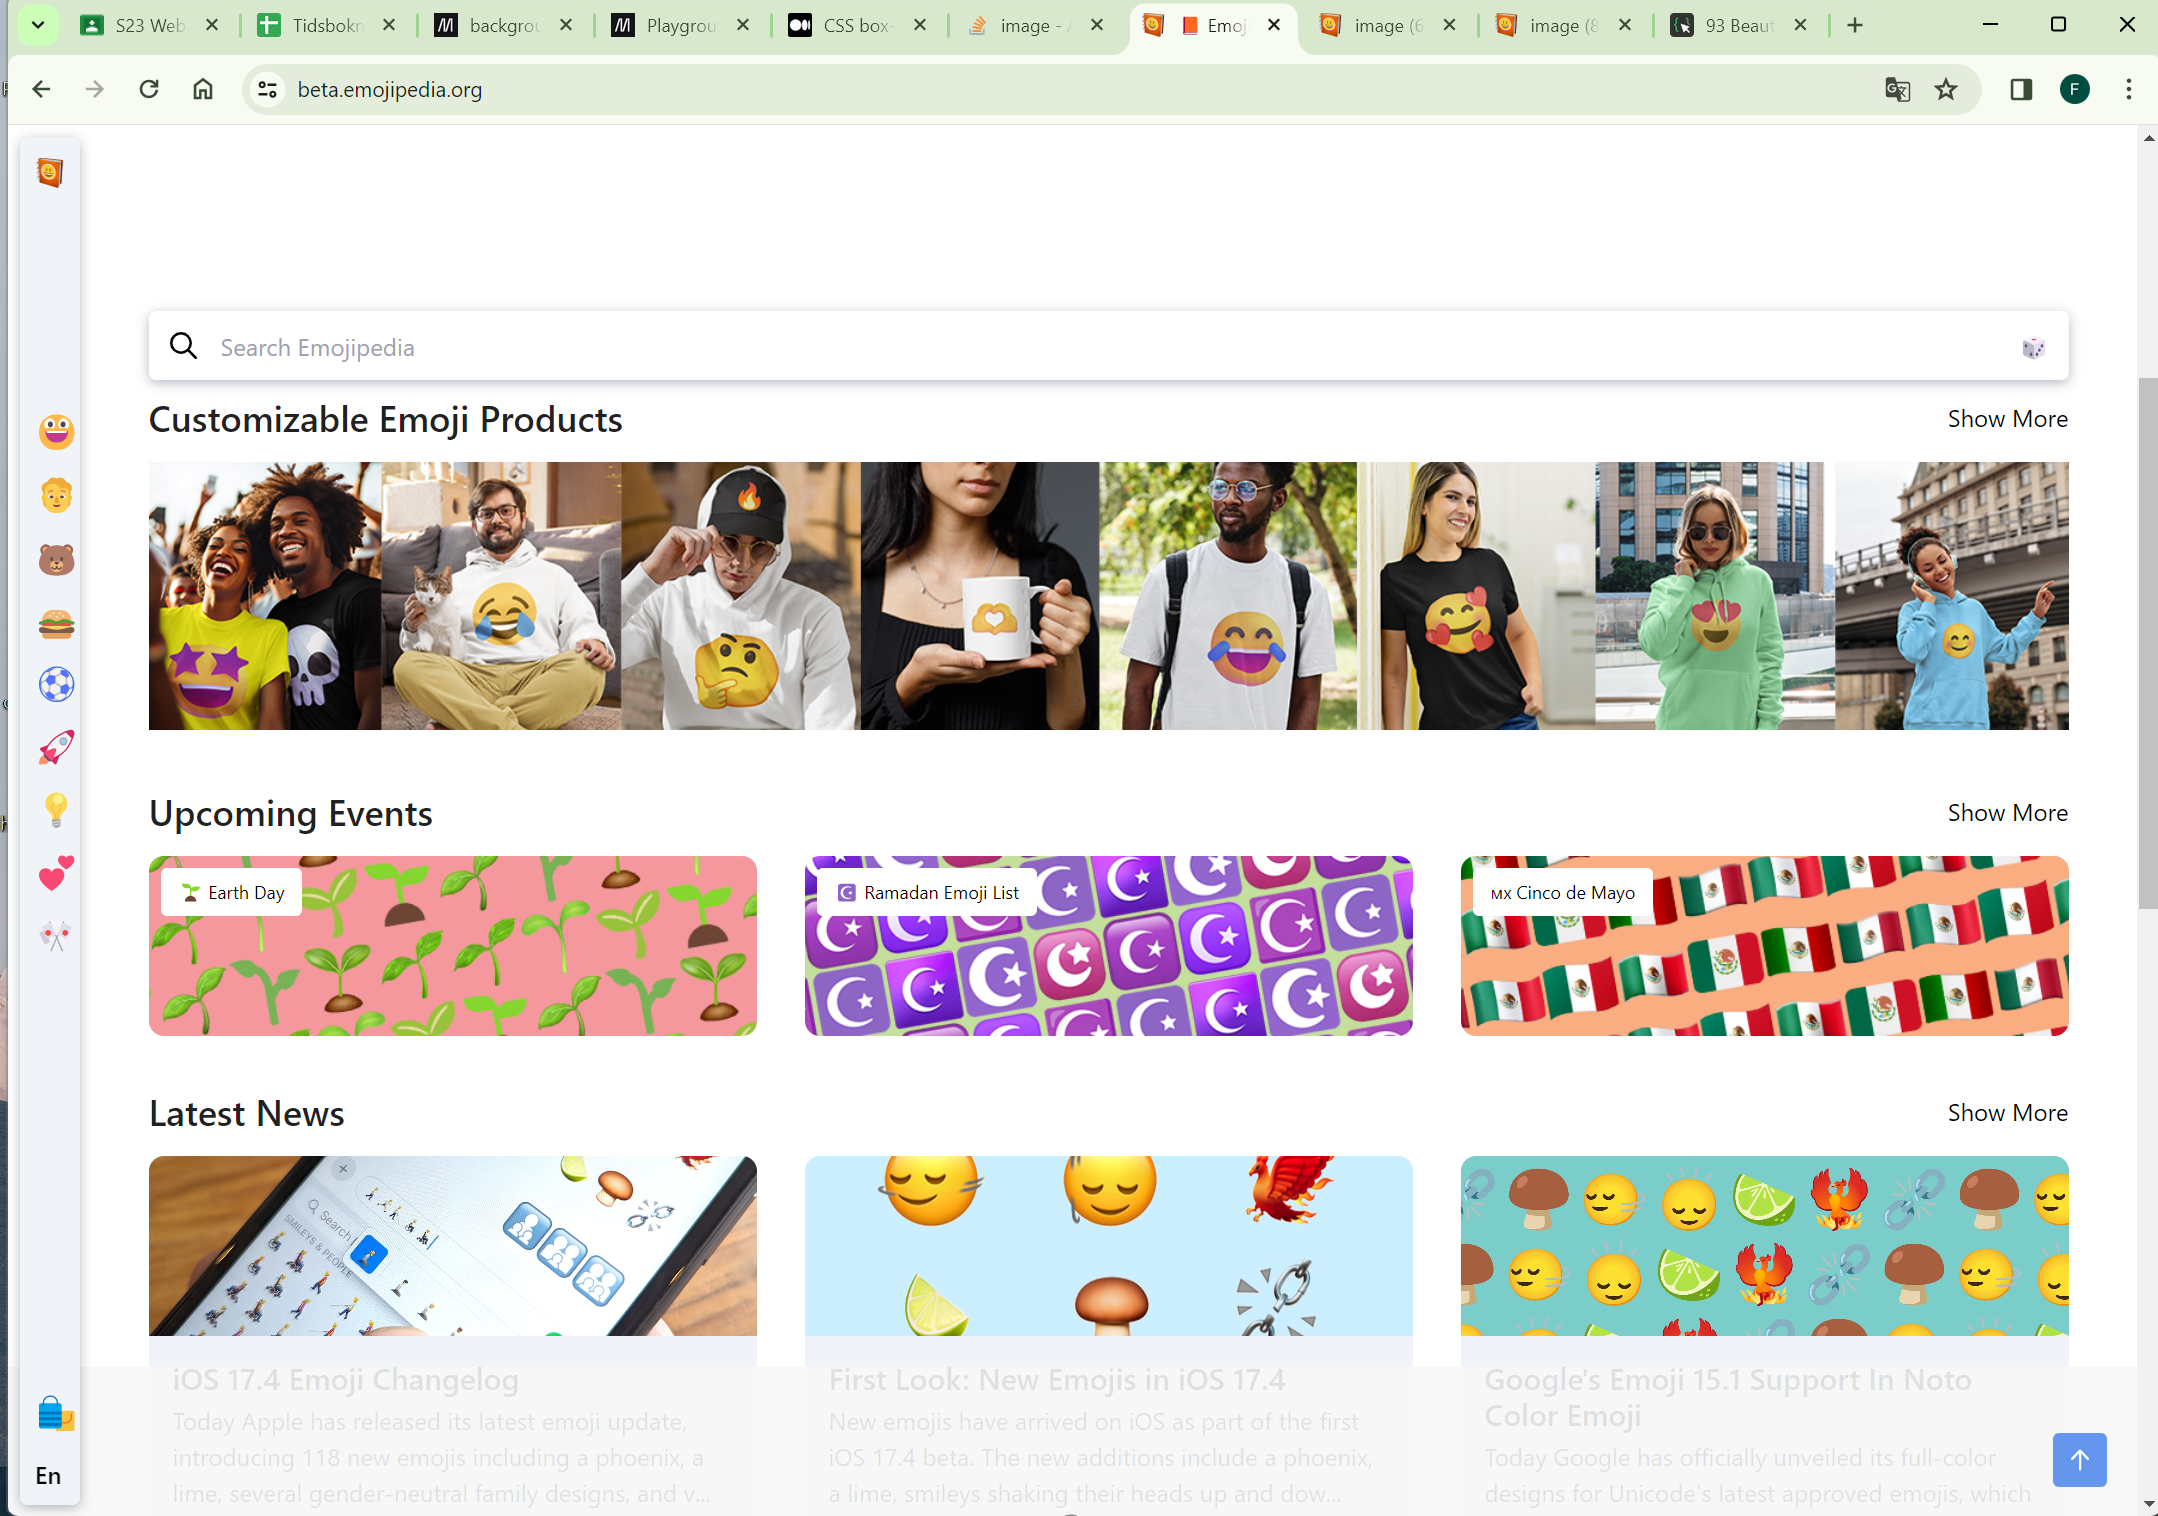 S23 Web
Tidsbokn
backgrou
Playgrou
CSS box-
image - A
Emoj
image (6
image (8
93 Beaut
beta.emojipedia.org
F
Search Emojipedia
Customizable Emoji Products
Show More
Upcoming Events
Show More
Earth Day
Ramadan Emoji List
MX Cinco de Mayo
Latest News
Show More
Search
SMILEYS & PEOPLE
iOS 17.4 Emoji Changelog
Today Apple has released its latest emoji update,
introducing 118 new emojis including a phoenix, a
lime, several gender-neutral family designs, and v...
First Look: New Emojis in iOS 17.4
New emojis have arrived on iOS as part of the first
iOS 17.4 beta. The new additions include a phoenix,
a lime, smileys shaking their heads up and dow...
Google's Emoji 15.1 Support In Noto
Color Emoji
Today Google has officially unveiled its full-color
designs for Unicode's latest approved emojis, which
En